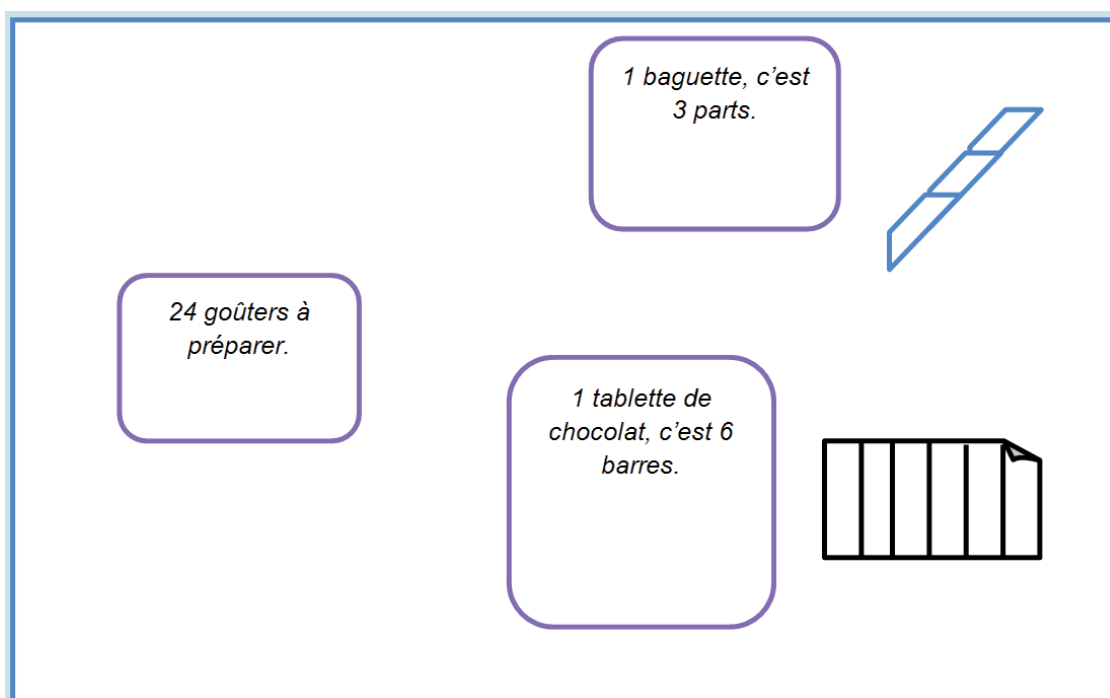 1 baguette, c’est
3 parts.
24 goûters à
préparer.
1 tablette de
chocolat, c’est 6
barres.